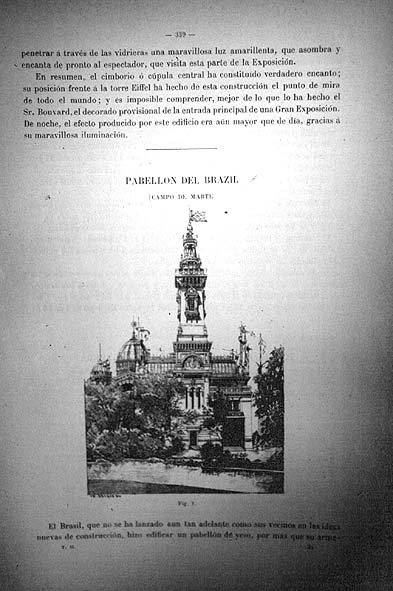 — 339 —
penetrar á través de las vidrieras una maravillosa luz amarillenta, que asombra y
encanta de pronto al espectador, que visita esta parte de la Exposición.
En resumen, el cimborio ó cúpula central ha constituido verdadero encanto;
su posición frente á la torre Eiffel ha hecho de esta construcción el punto de mira
de todo el mundo; y es imposible comprender, mejor de lo que lo ha hecho el
Sr. Bouvard, el decorado provisional de la entrada principal de una Gran Exposición.
De noche, el efecto producido por este edificio era aún mayor que de día, gracias á
su maravillosa iluminación.
PABELLON DEL BRAZIL
(CAMPO DE MARTE)
Fig. 1.
El Brasil, que no se ha lanzado aun tan adelante como sus vecinos en las ideas
nuevas de construcción, hizo edificar un pabellón de yeso, por más que su arme-